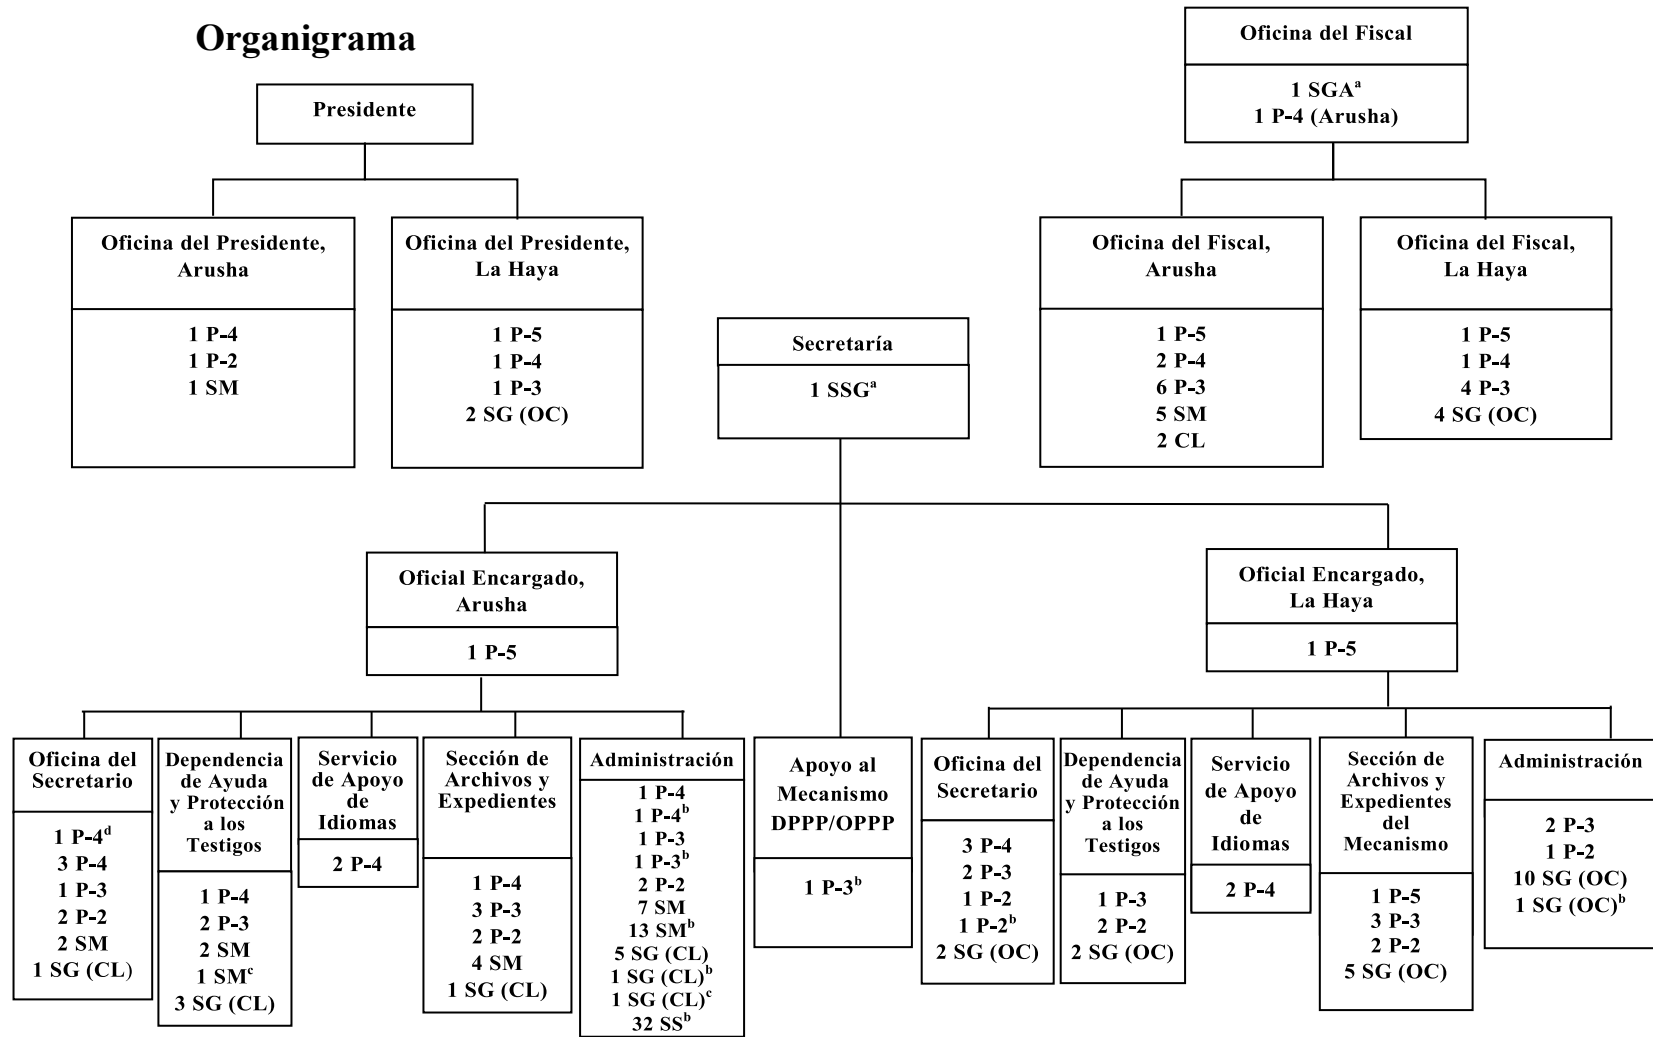 Organigrama
Presidente
Oficina del Presidente,
Arusha
1 P-4
1 P-2
1 SM
Oficina del Presidente,
La Haya
1 P-5
1 P-4
1 P-3
2 SG (OC)
Oficina del Fiscal
1 SGAᵃ
1 P-4 (Arusha)
Oficina del Fiscal,
Arusha
1 P-5
2 P-4
6 P-3
5 SM
2 CL
Oficina del Fiscal,
La Haya
1 P-5
1 P-4
4 P-3
4 SG (OC)
Secretaría
1 SSGᵃ
Oficial Encargado,
Arusha
1 P-5
Oficial Encargado,
La Haya
1 P-5
Oficina del
Secretario
1 P-4ᵈ
3 P-4
1 P-3
2 P-2
2 SM
1 SG (CL)
Dependencia
de Ayuda
y Protección
a los
Testigos
1 P-4
2 P-3
2 SM
1 SMᶜ
3 SG (CL)
Servicio
de Apoyo
de
Idiomas
2 P-4
Sección de
Archivos y
Expedientes
1 P-4
3 P-3
2 P-2
4 SM
1 SG (CL)
Administración
1 P-4
1 P-4ᵇ
1 P-3
1 P-3ᵇ
2 P-2
7 SM
13 SMᵇ
5 SG (CL)
1 SG (CL)ᵇ
1 SG (CL)ᶜ
32 SSᵇ
Apoyo al
Mecanismo
DPPP/OPPP
1 P-3ᵇ
Oficina del
Secretario
3 P-4
2 P-3
1 P-2
1 P-2ᵇ
2 SG (OC)
Dependencia
de Ayuda
y Protección
a los
Testigos
1 P-3
2 P-2
2 SG (OC)
Servicio
de Apoyo
de
Idiomas
2 P-4
Sección de
Archivos y
Expedientes
del
Mecanismo
1 P-5
3 P-3
2 P-2
5 SG (OC)
Administración
2 P-3
1 P-2
10 SG (OC)
1 SG (OC)ᵇ